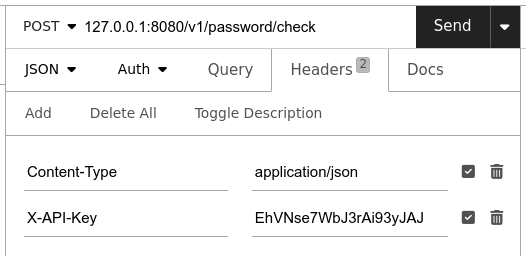 POST 127.0.0.1:8080/v1/password/check Send
JSON Auth Query Headers 2 Docs
Add Delete All Toggle Description
Content-Type application/json
X-API-Key EhVNse7WbJ3rAi93yJAJ